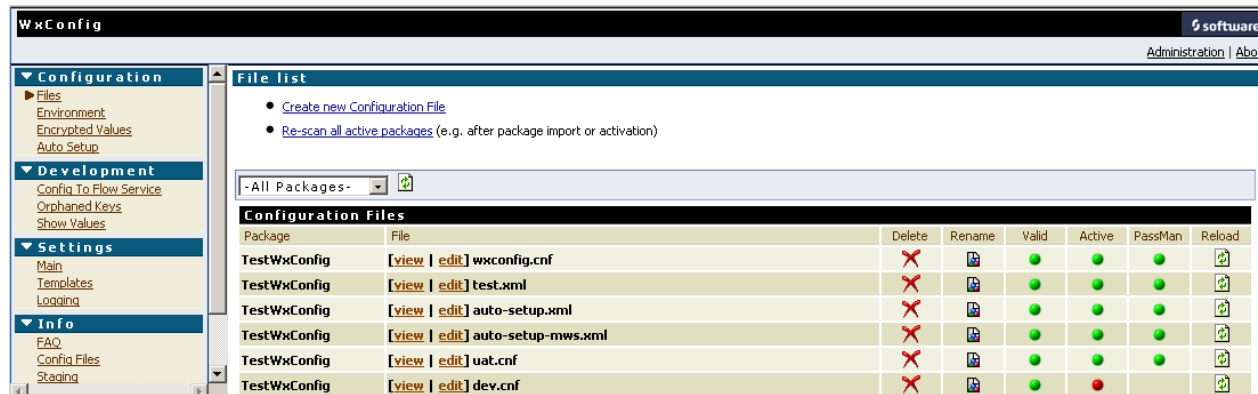 WxConfig
software
Administration | Abo
Configuration
Files
Environment
Encrypted Values
Auto Setup
Development
Config To Flow Service
Orphaned Keys
Show Values
Settings
Main
Templates
Logging
Info
FAQ
Config Files
Staging
File list
Create new Configuration File
Re-scan all active packages (e.g. after package import or activation)
-All Packages-
Configuration Files
Package File Delete Rename Valid Active PassMan Reload
TestWxConfig [view | edit] wxconfig.cnf
TestWxConfig [view | edit] test.xml
TestWxConfig [view | edit] auto-setup.xml
TestWxConfig [view | edit] auto-setup-mws.xml
TestWxConfig [view | edit] uat.cnf
TestWxConfig [view | edit] dev.cnf